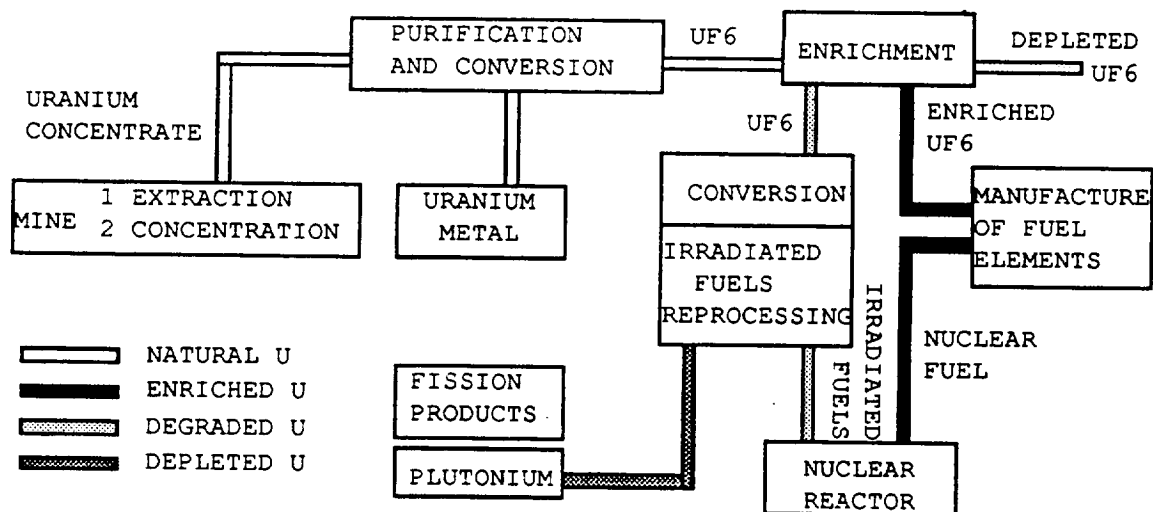 PURIFICATION
AND CONVERSION
UF6
ENRICHMENT
DEPLETED
UF6
URANIUM
CONCENTRATE
UF6
ENRICHED
UF6
MINE
1 EXTRACTION
2 CONCENTRATION
URANIUM
METAL
CONVERSION
MANUFACTURE
OF FUEL
ELEMENTS
IRRADIATED
FUELS
REPROCESSING
IRRADIATED
FUELS
NUCLEAR
FUEL
NATURAL U
ENRICHED U
DEGRADED U
DEPLETED U
FISSION
PRODUCTS
PLUTONIUM
NUCLEAR
REACTOR